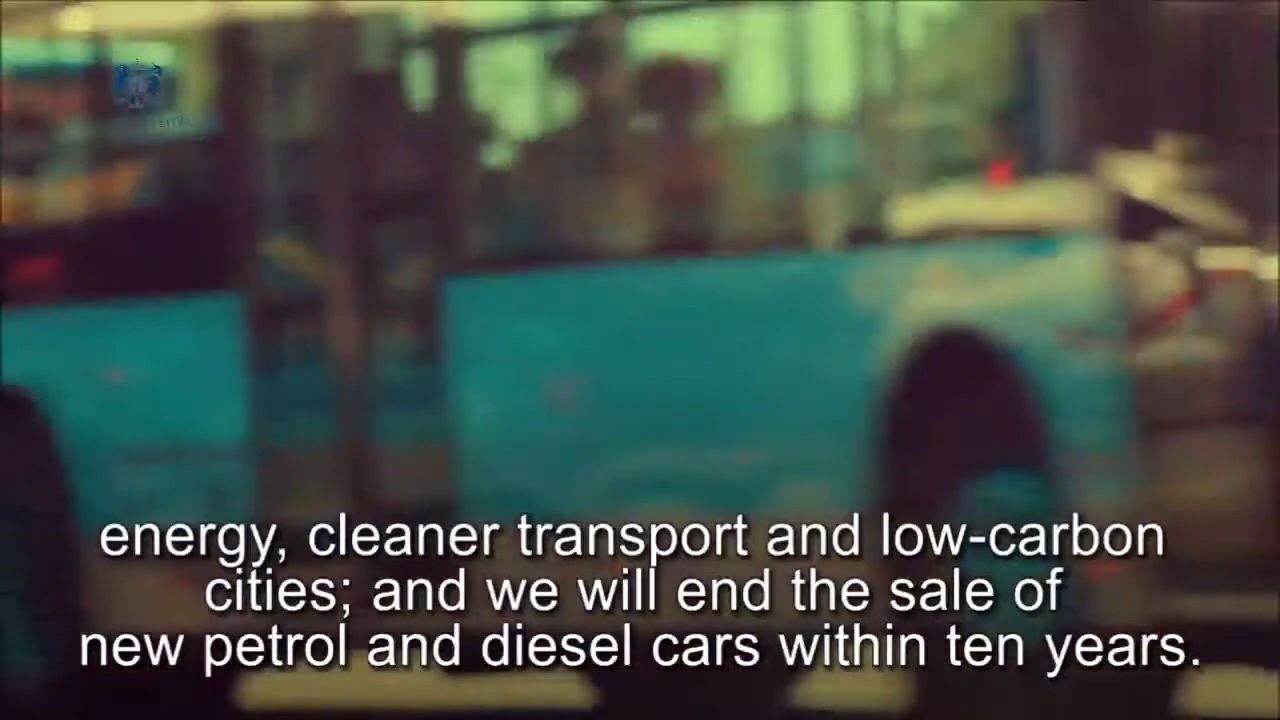 energy, cleaner transport and low-carbon
cities; and we will end the sale of
new petrol and diesel cars within ten years.